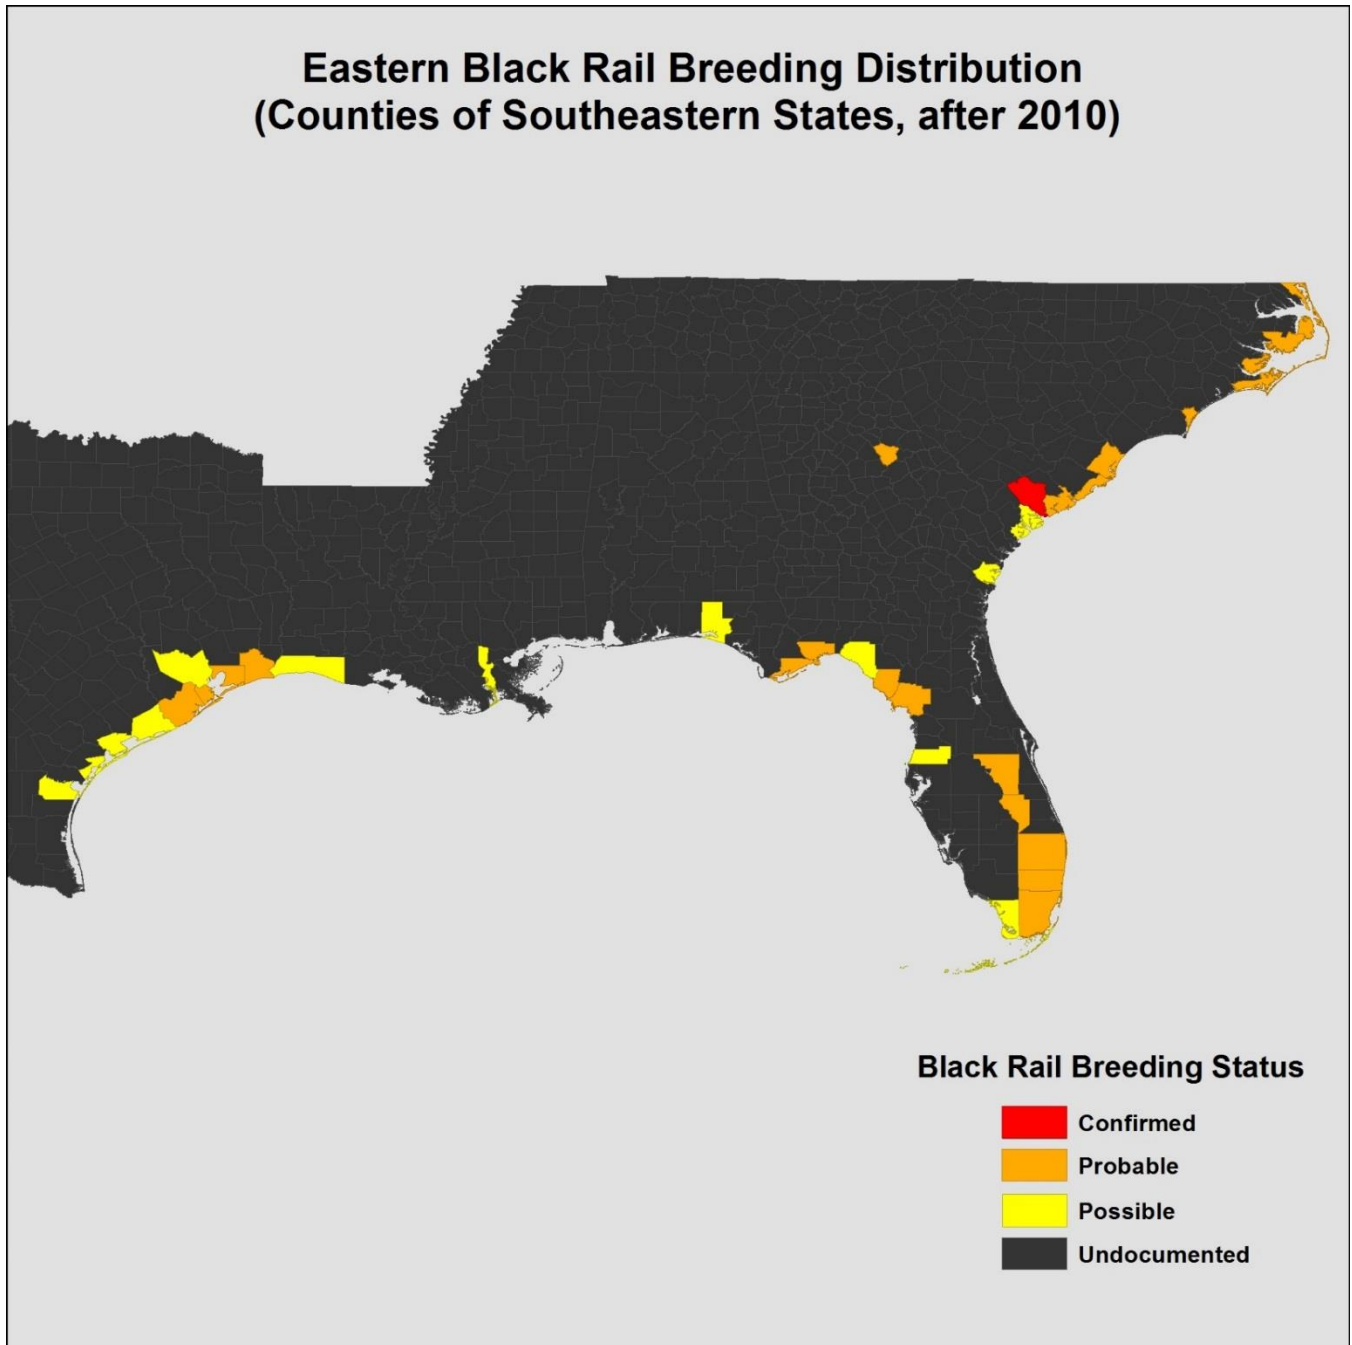 Eastern Black Rail Breeding Distribution
(Counties of Southeastern States, after 2010)
Black Rail Breeding Status
Confirmed
Probable
Possible
Undocumented